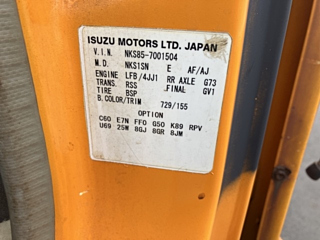 ISUZU MOTORS LTD. JAPAN
V.I.N. NKS85-7001504
M.D. NKS1SN E AF/AJ
ENGINE LFB/4JJ1 RR AXLE G73
TRANS. RSS .FINAL GV1
TIRE BSP
B.COLOR/TRIM 729/155
OPTION
C60 E7N FF0 G50 K89 RPV
U69 25W 8GJ 8GR 8JM